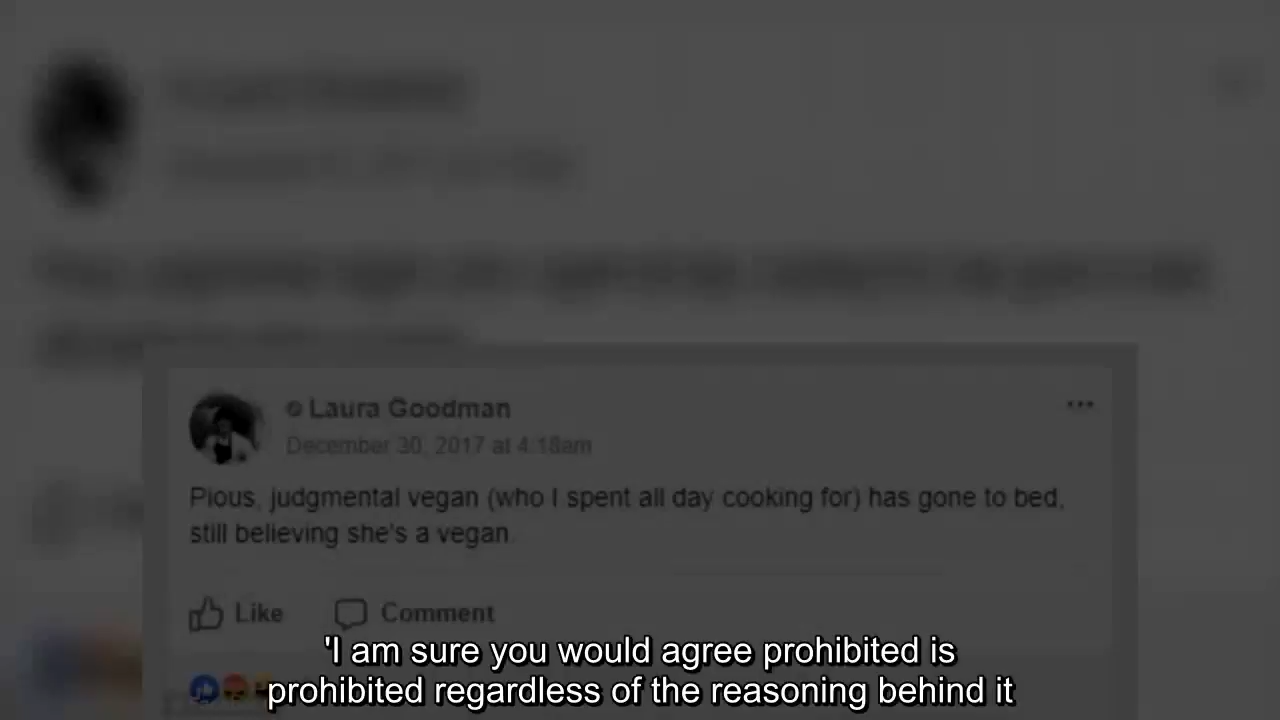 Laura Goodman
December 30, 2017 at 4:18am
Pious, judgmental vegan (who I spent all day cooking for) has gone to bed,
still believing she's a vegan.
Like Comment
'I am sure you would agree prohibited is
prohibited regardless of the reasoning behind it